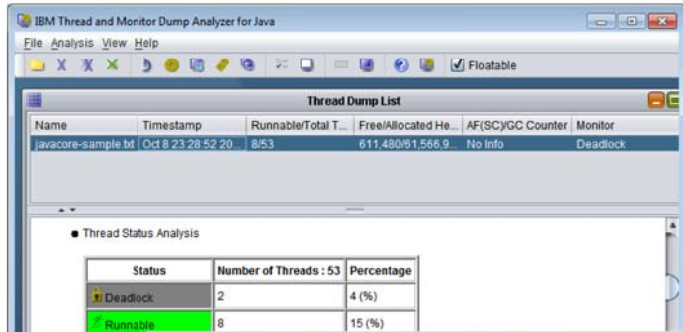 IBM Thread and Monitor Dump Analyzer for Java
File Analysis View Help
Floatable
Thread Dump List
Name Timestamp Runnable/Total T... Free/Allocated He... AF(SC)/GC Counter Monitor
javacore-sample.txt Oct 8 23:28:52 20... 8/53 611,480/61,566,9... No Info Deadlock
Thread Status Analysis
Status Number of Threads : 53 Percentage
Deadlock 2 4 (%)
Runnable 8 15 (%)